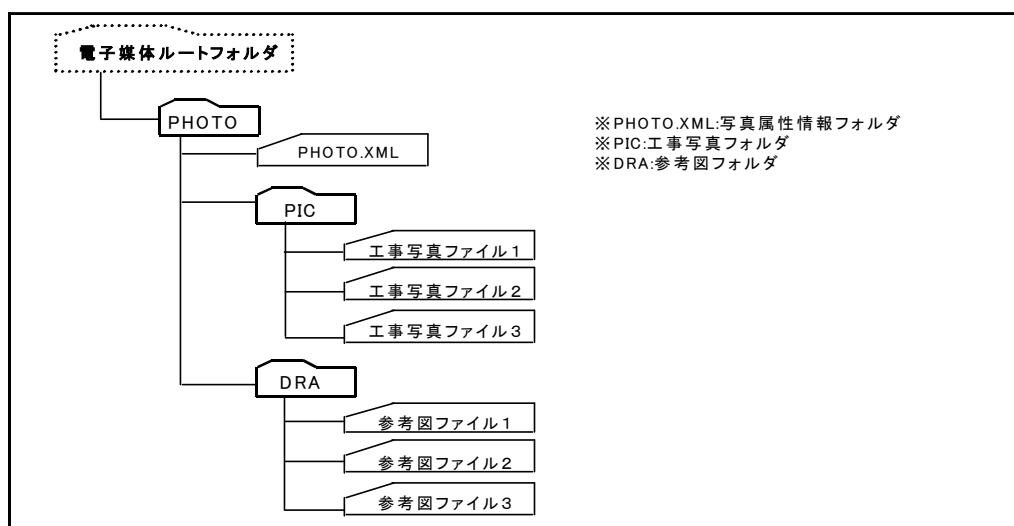 電子媒体ルートフォルダ
PHOTO
PHOTO.XML
※PHOTO.XML:写真属性情報フォルダ
※PIC:工事写真フォルダ
※DRA:参考図フォルダ
PIC
工事写真ファイル1
工事写真ファイル2
工事写真ファイル3
DRA
参考図ファイル1
参考図ファイル2
参考図ファイル3